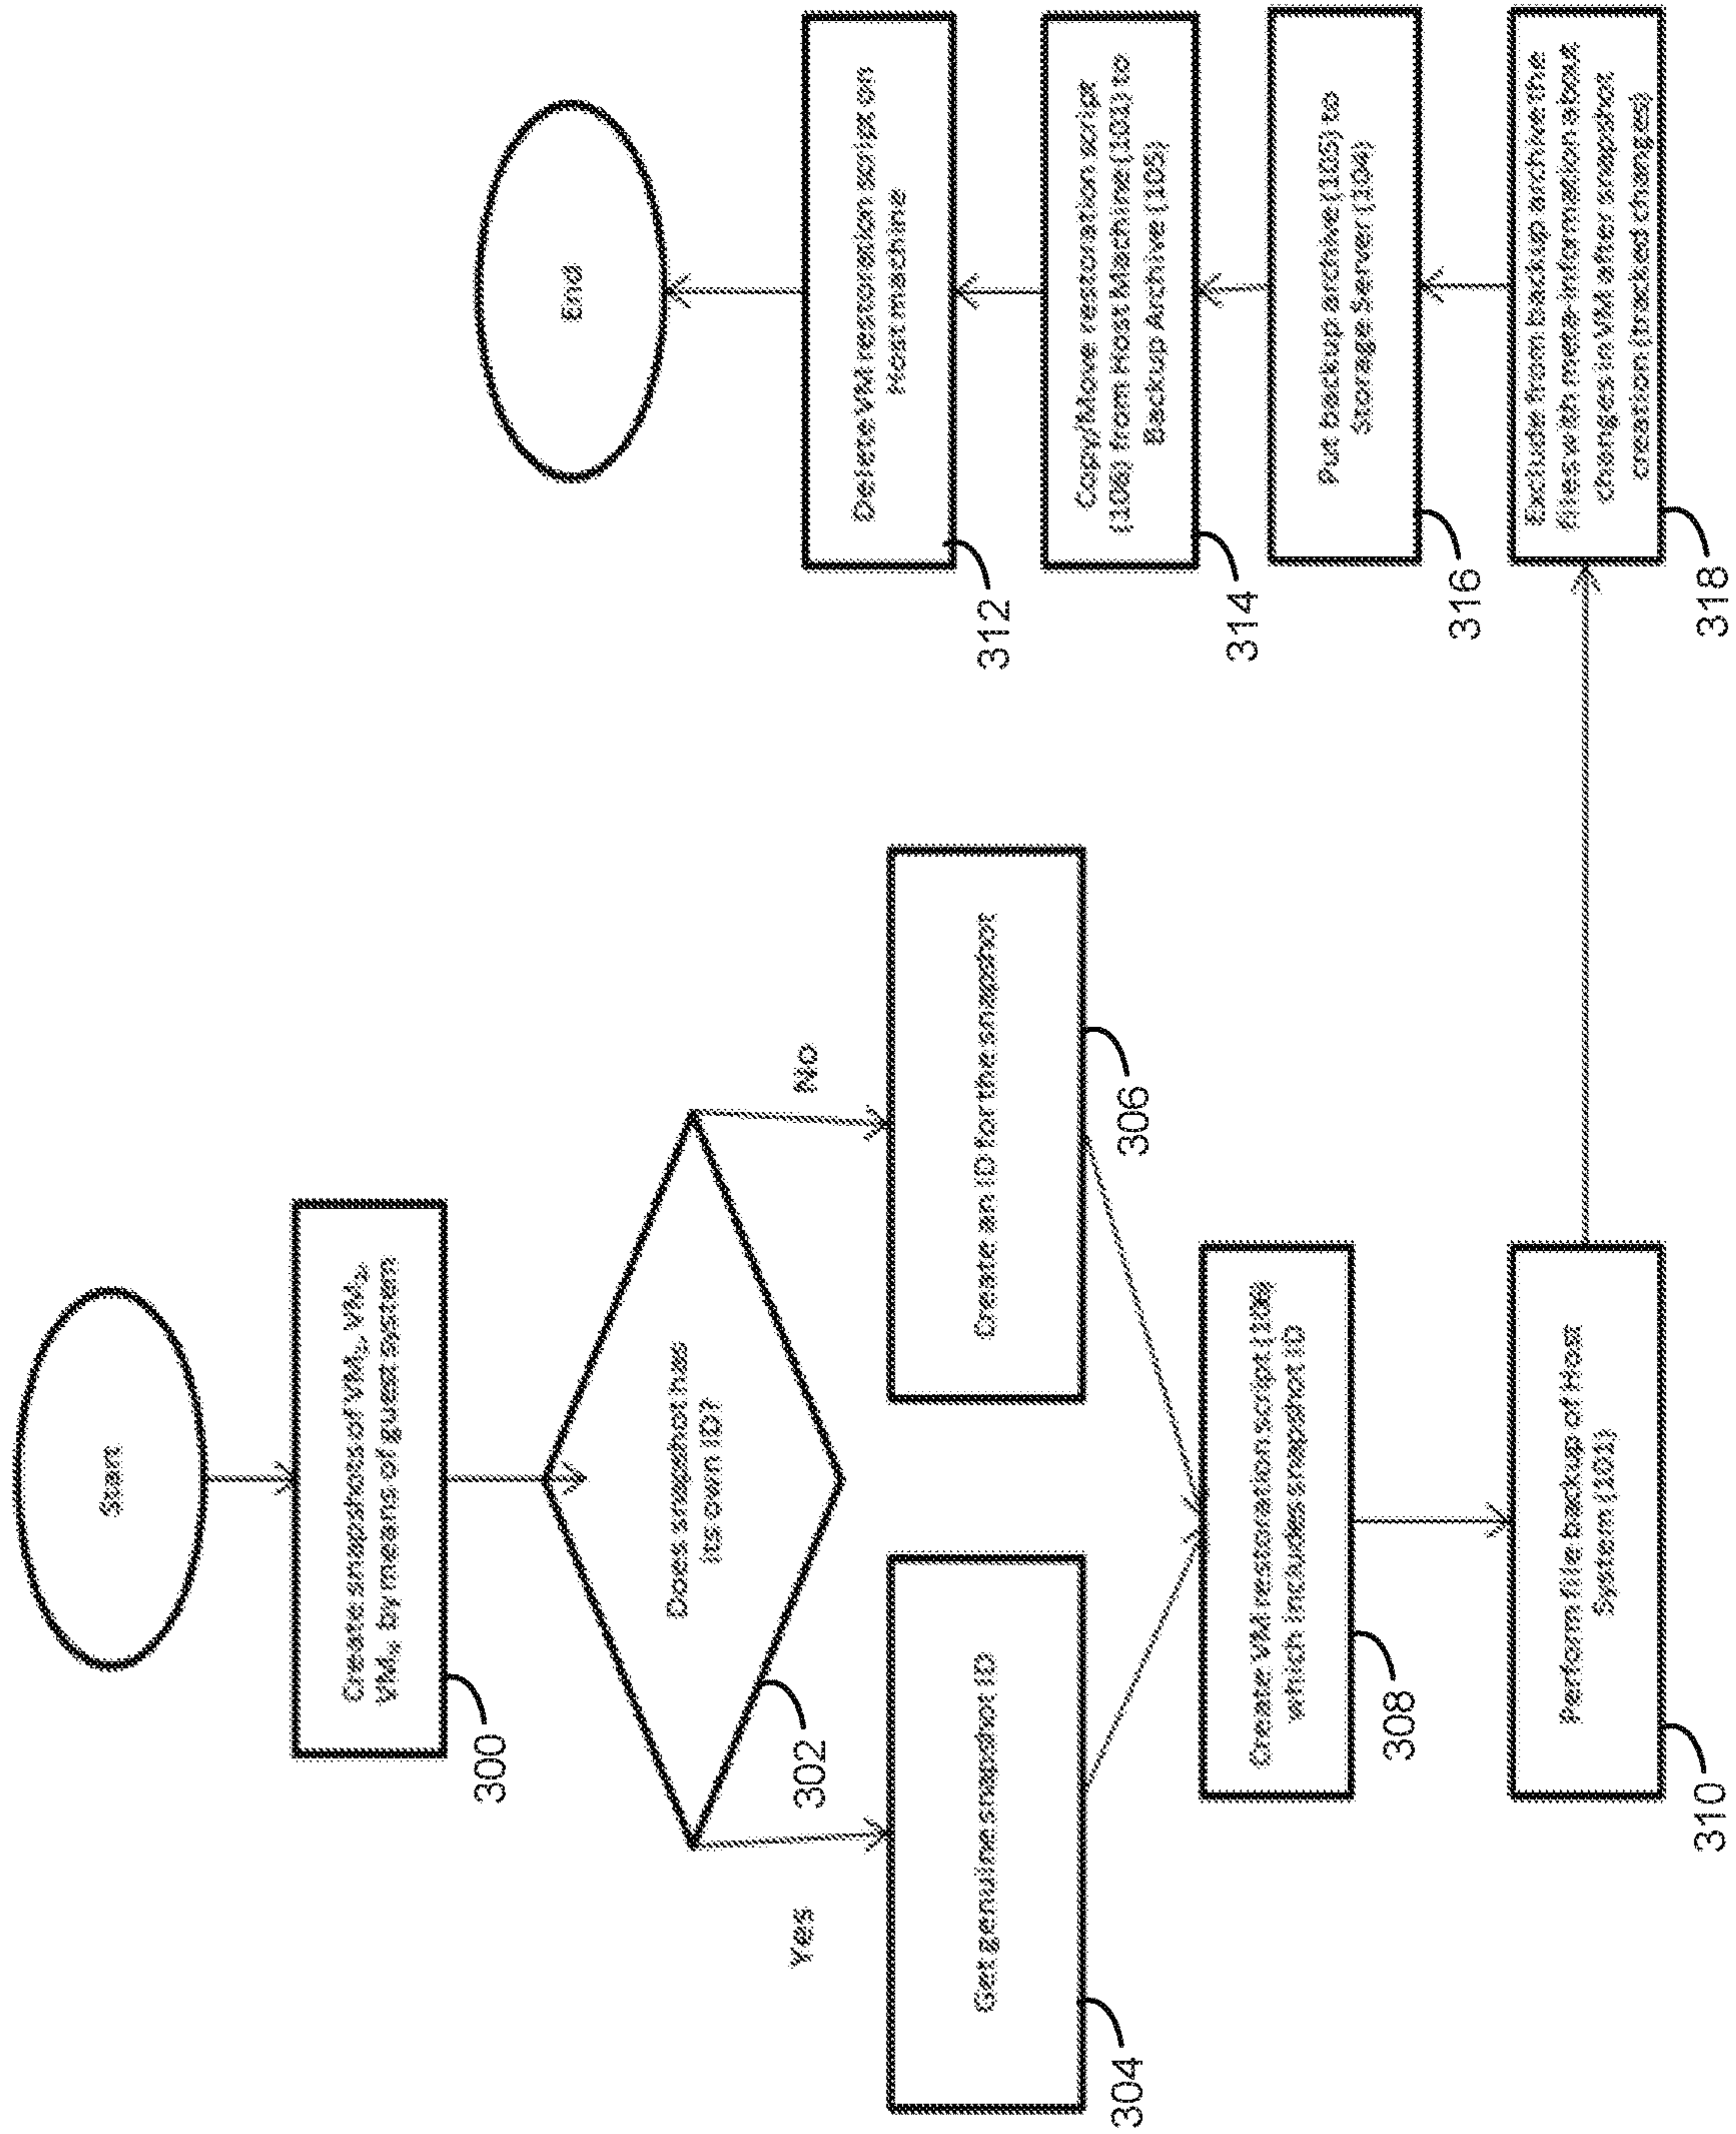 Start
Create snapshots of VM₁, VM₂,
VMₙ, by means of guest system
300
Does snapshot has
its own ID?
302
Yes
No
Get genuine snapshot ID
304
Create an ID for the snapshot
306
Create VM restoration script (106)
which includes snapshot ID
308
Perform file backup of Host
System (101)
310
Exclude from backup archive the
files with meta-information about
changes in VM after snapshot
creation (tracked changes)
318
Put backup archive (105) to
Storage Server (104)
316
Copy/Move restoration script
(106) from Host Machine (101) to
Backup Archive (105)
314
Delete VM restoration script on
Host machine
312
End